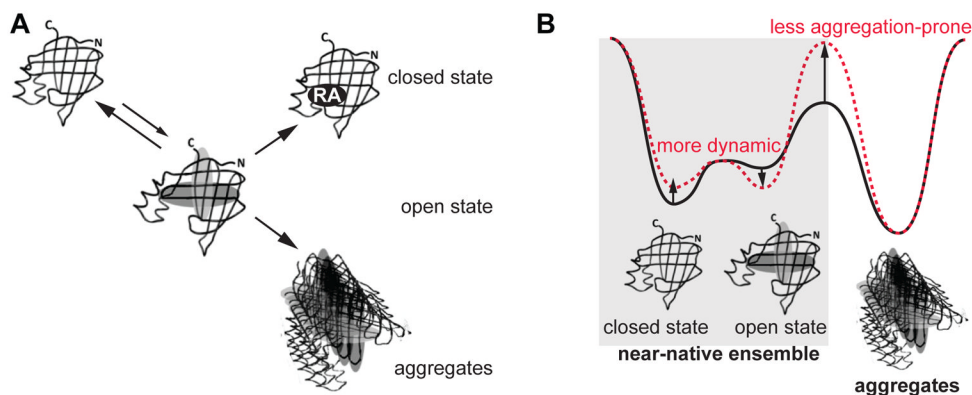 A
C
N
closed state
C
N
RA
C
N
open state
aggregates
B
less aggregation-prone
more dynamic
C
N
C
N
closed state
open state
near-native ensemble
aggregates